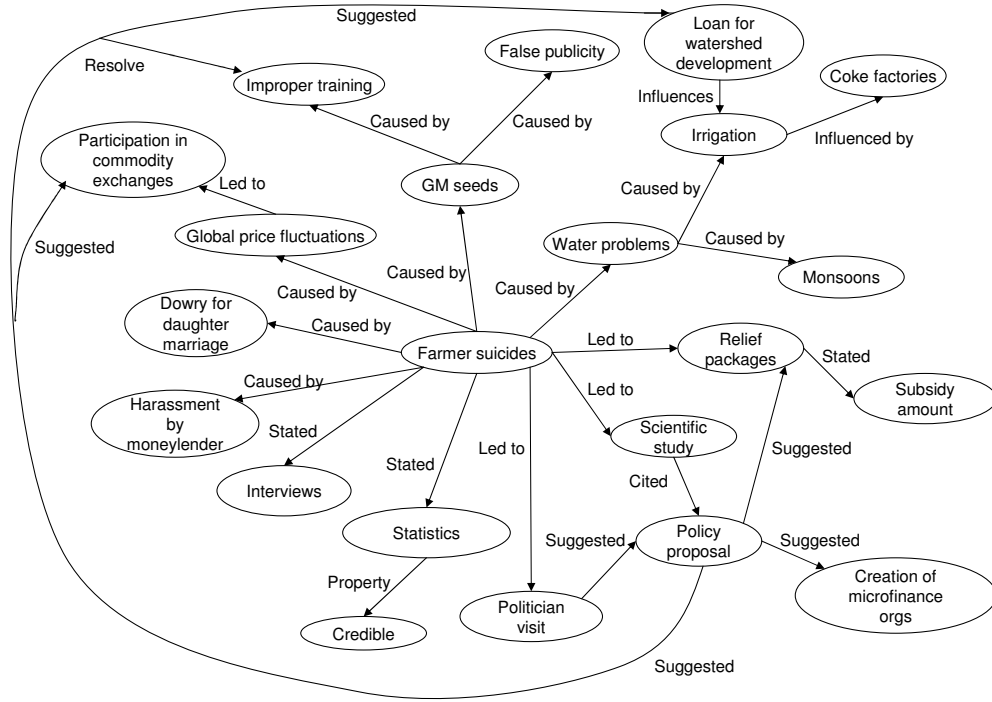 Suggested
Loan for
watershed
development
False publicity
Resolve
Coke factories
Improper training
Influences
Caused by
Caused by
Irrigation
Influenced by
Participation in
commodity
exchanges
Led to
GM seeds
Caused by
Suggested
Global price fluctuations
Water problems
Caused by
Caused by
Caused by
Caused by
Monsoons
Dowry for
daughter
marriage
Caused by
Farmer suicides
Led to
Relief
packages
Stated
Caused by
Led to
Subsidy
amount
Harassment
by
moneylender
Stated
Scientific
study
Led to
Suggested
Stated
Cited
Interviews
Statistics
Suggested
Policy
proposal
Suggested
Property
Creation of
microfinance
orgs
Politician
visit
Credible
Suggested